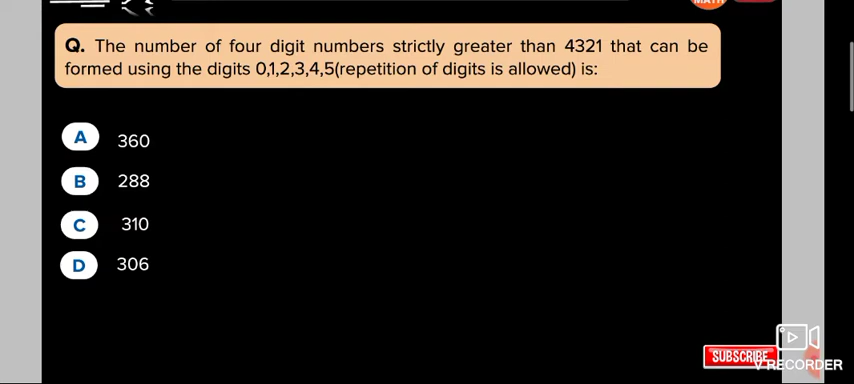 MATH
Q. The number of four digit numbers strictly greater than 4321 that can be
formed using the digits 0,1,2,3,4,5(repetition of digits is allowed) is:
A 360
B 288
C 310
D 306
SUBSCRIBE
V RECORDER